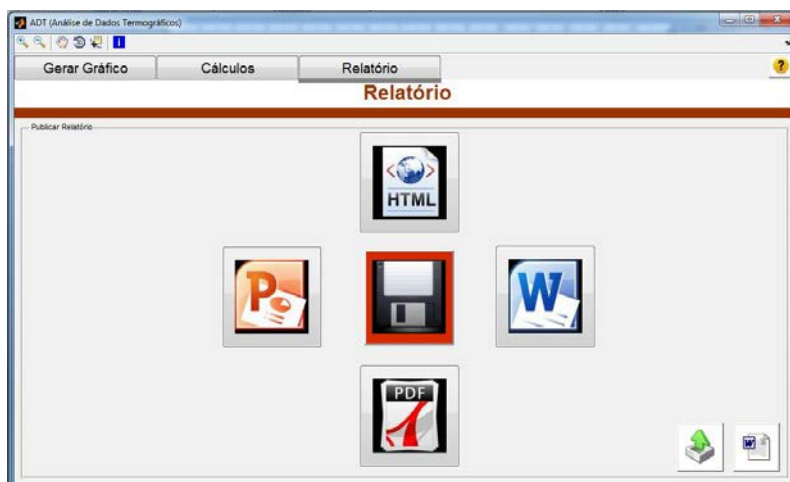 ADT (Análise de Dados Termográficos)
Gerar Gráfico Cálculos Relatório
Relatório
Publicar Relatório
HTML
P W
PDF
W